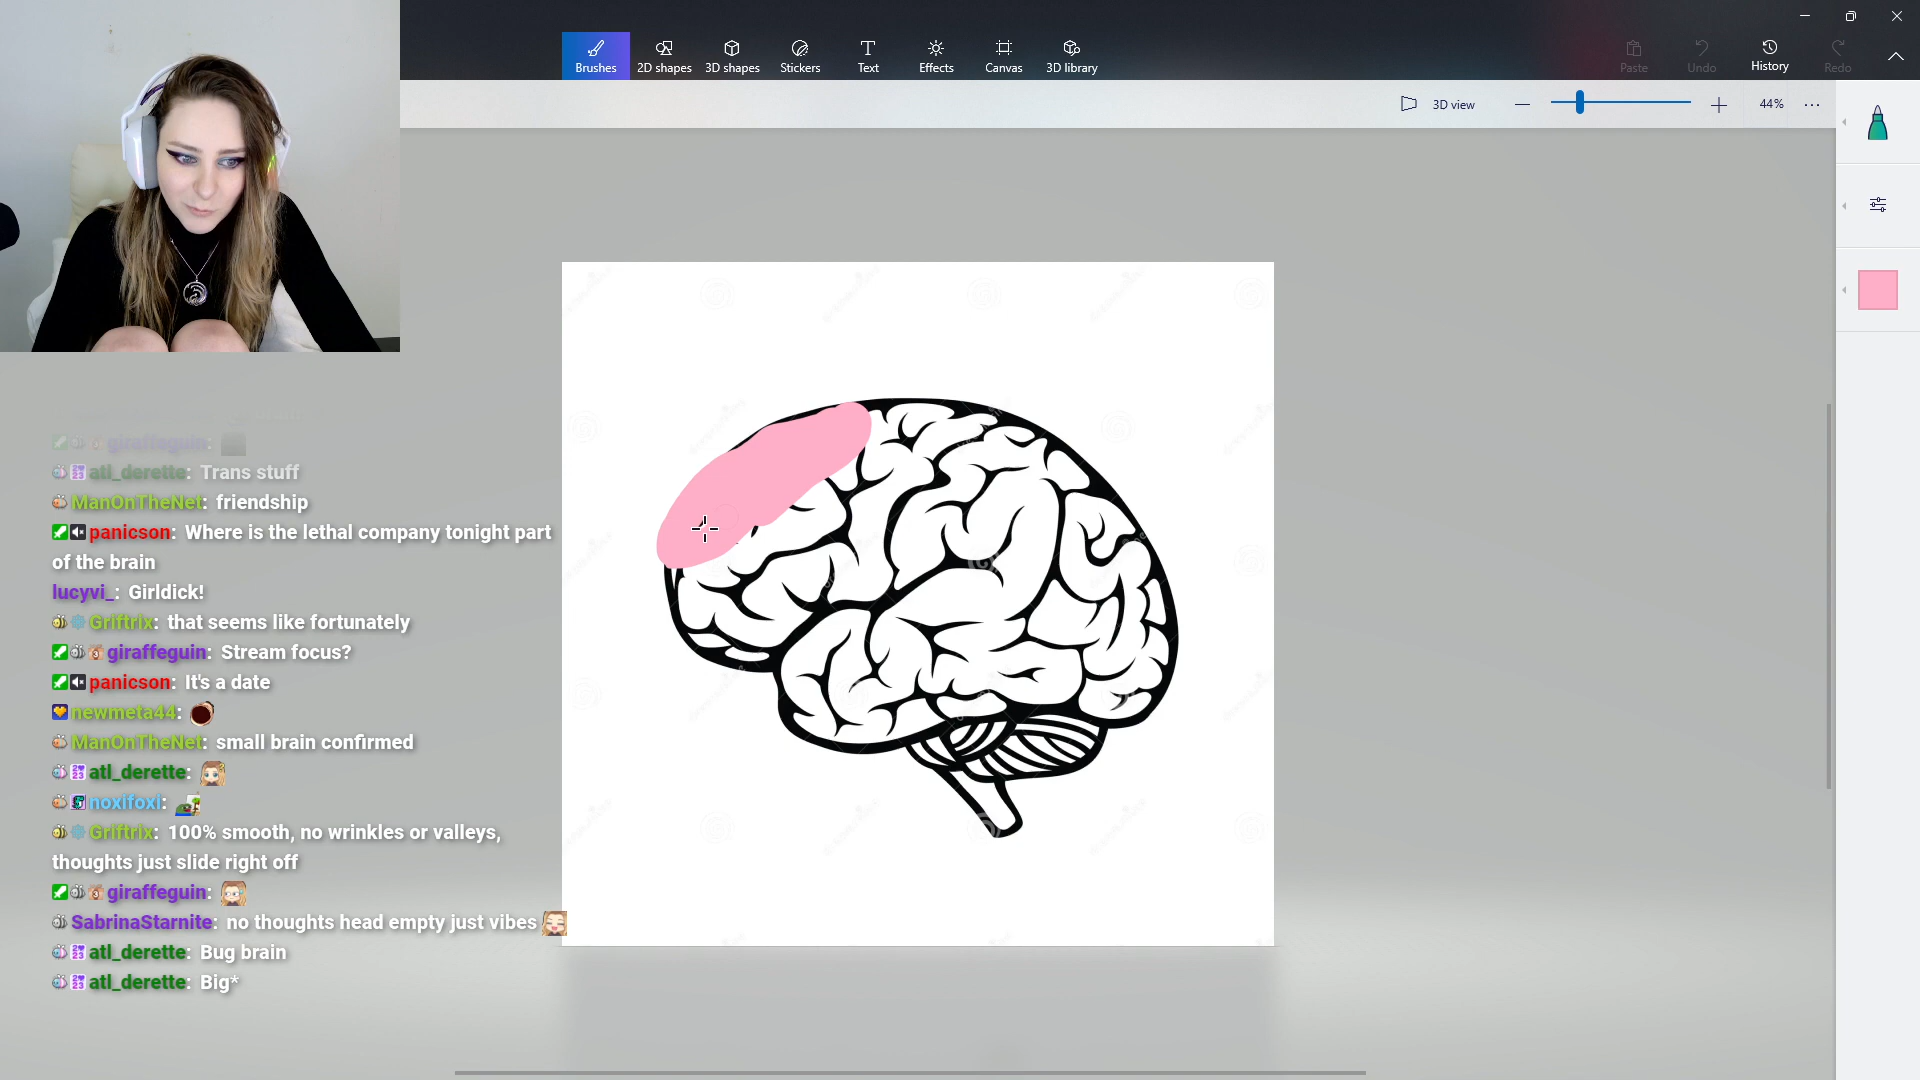 Brushes
2D shapes
3D shapes
Stickers
Text
Effects
Canvas
3D library
Paste
Undo
History
Redo
3D view
44%
giraffeguin:
atl_derette: Trans stuff
ManOnTheNet: friendship
panicson: Where is the lethal company tonight part
of the brain
lucyvi_: Girldick!
Griftrix: that seems like fortunately
giraffeguin: Stream focus?
panicson: It's a date
newmeta44:
ManOnTheNet: small brain confirmed
atl_derette:
noxifoxi:
Griftrix: 100% smooth, no wrinkles or valleys,
thoughts just slide right off
giraffeguin:
SabrinaStarnite: no thoughts head empty just vibes
atl_derette: Bug brain
atl_derette: Big*